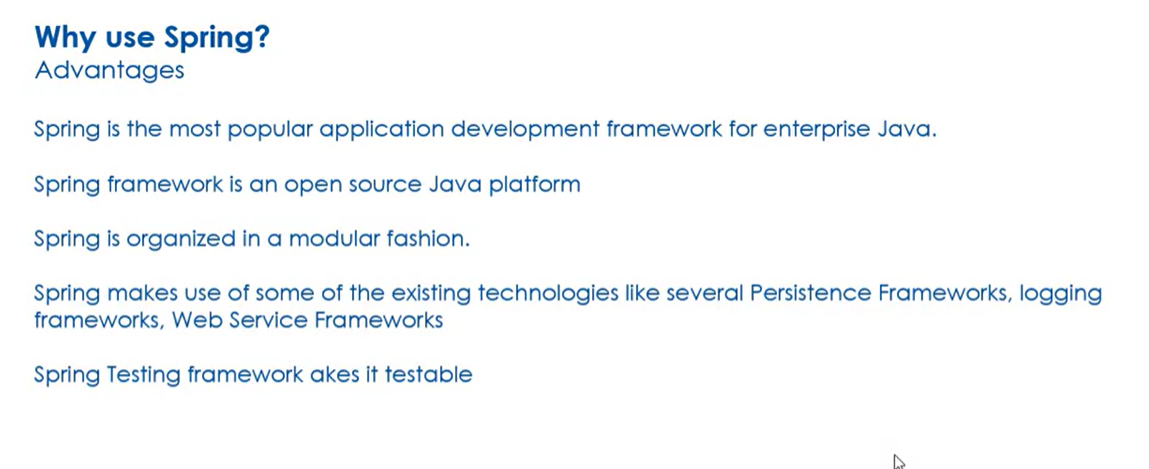 Why use Spring?
Advantages
Spring is the most popular application development framework for enterprise Java.
Spring framework is an open source Java platform
Spring is organized in a modular fashion.
Spring makes use of some of the existing technologies like several Persistence Frameworks, logging
frameworks, Web Service Frameworks
Spring Testing framework akes it testable